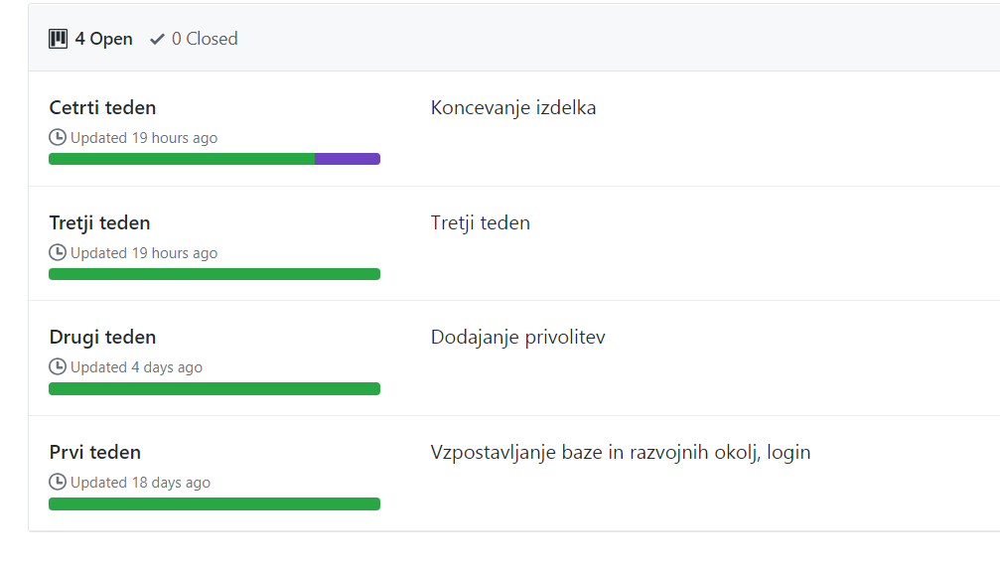 4 Open 0 Closed
Cetrti teden Koncevanje izdelka
Updated 19 hours ago
Tretji teden Tretji teden
Updated 19 hours ago
Drugi teden Dodajanje privolitev
Updated 4 days ago
Prvi teden Vzpostavljanje baze in razvojnih okolj, login
Updated 18 days ago